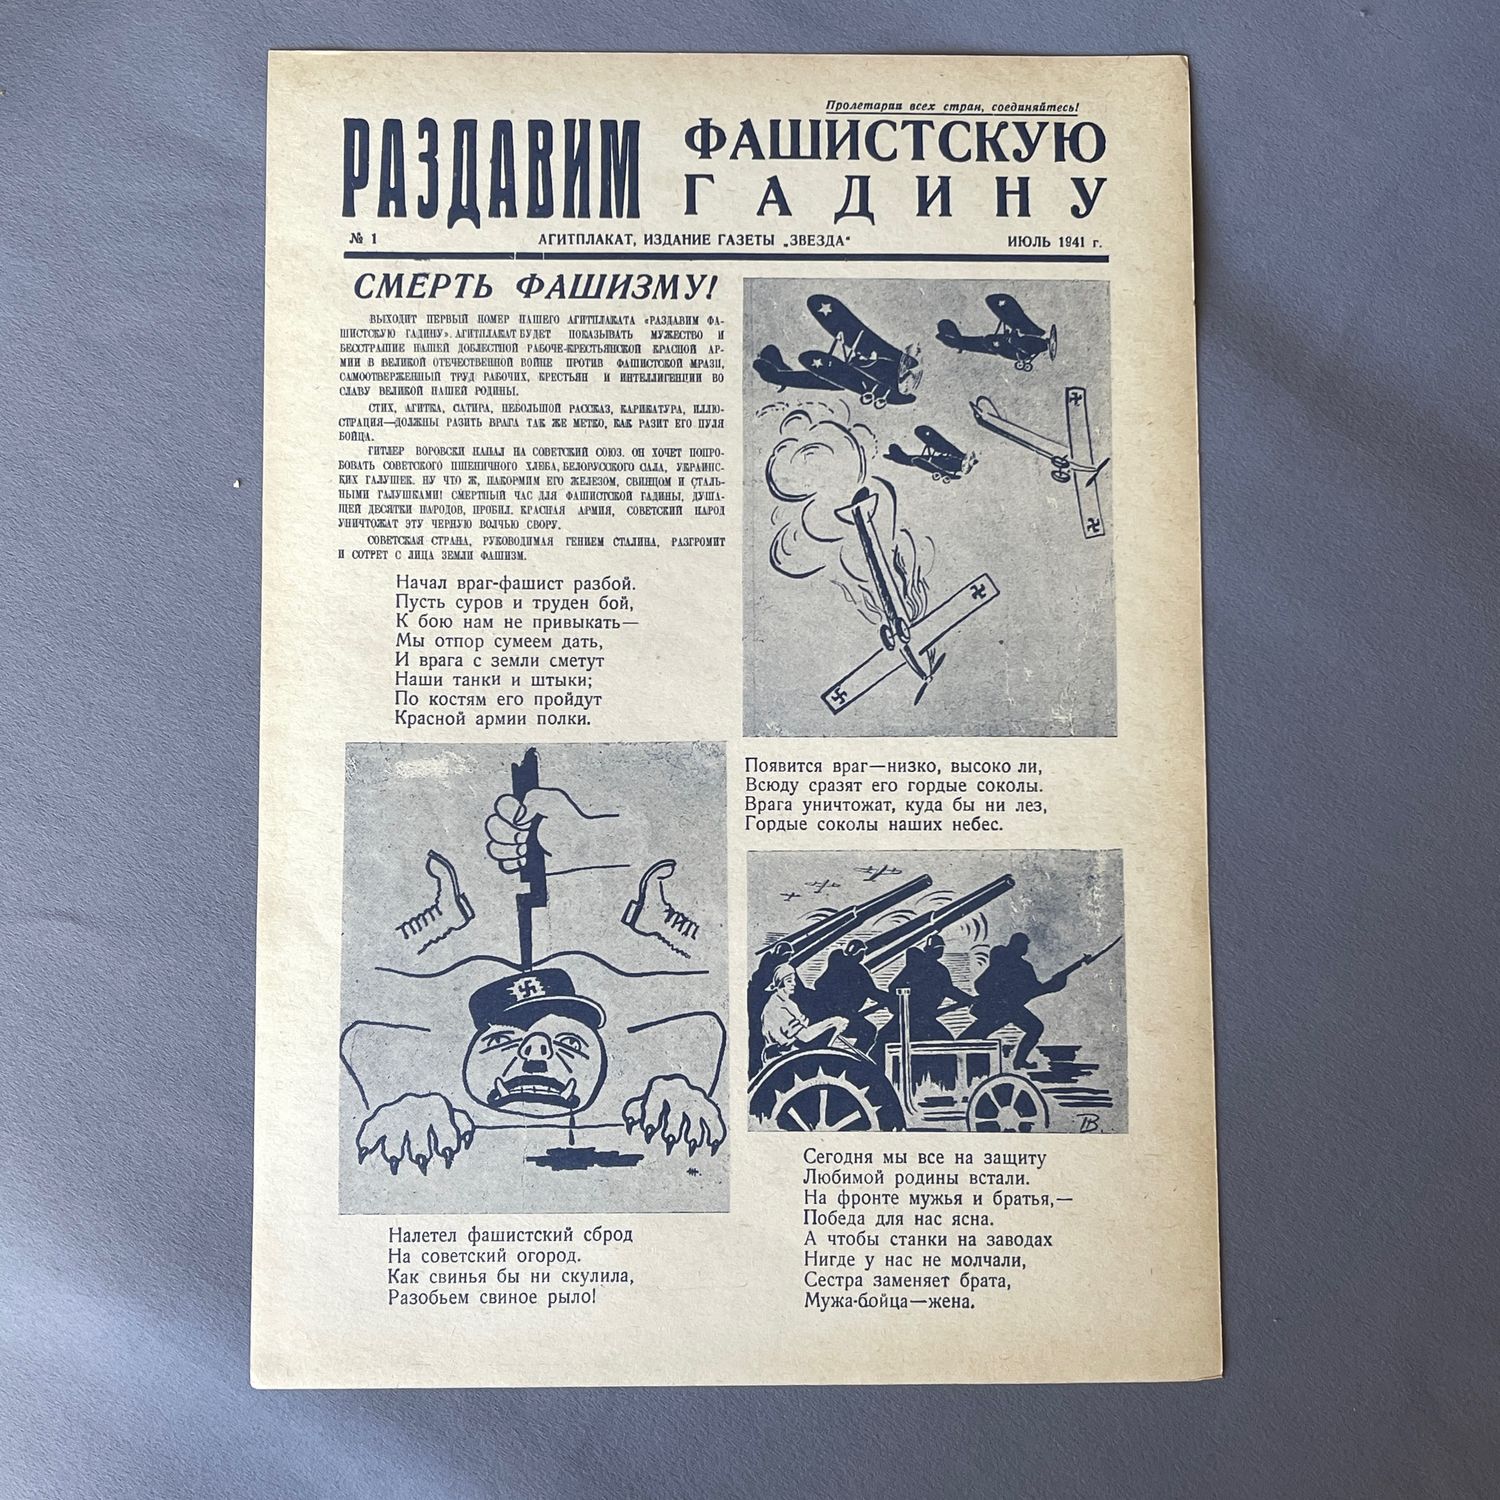 Пролетарии всех стран, соединяйтесь!
РАЗДАВИМ ФАШИСТСКУЮ
ГАДИНУ
№ 1 АГИТПЛАКАТ, ИЗДАНИЕ ГАЗЕТЫ „ЗВЕЗДА“ ИЮЛЬ 1941 г.
СМЕРТЬ ФАШИЗМУ!
ВЫХОДИТ ПЕРВЫЙ НОМЕР НАШЕГО АГИТПЛАКАТА «РАЗДАВИМ ФА-
ШИСТСКУЮ ГАДИНУ». АГИТПЛАКАТ БУДЕТ ПОКАЗЫВАТЬ МУЖЕСТВО И
БЕССТРАШИЕ НАШЕЙ ДОБЛЕСТНОЙ РАБОЧЕ-КРЕСТЬЯНСКОЙ КРАСНОЙ АР-
МИИ В ВЕЛИКОЙ ОТЕЧЕСТВЕННОЙ ВОЙНЕ ПРОТИВ ФАШИСТСКОЙ МРАЗИ,
САМООТВЕРЖЕННЫЙ ТРУД РАБОЧИХ, КРЕСТЬЯН И ИНТЕЛЛИГЕНЦИИ ВО
СЛАВУ ВЕЛИКОЙ НАШЕЙ РОДИНЫ.
СТИХ, АГИТКА, САТИРА, НЕБОЛЬШОЙ РАССКАЗ, КАРИКАТУРА, ИЛЛЮ-
СТРАЦИЯ—ДОЛЖНЫ РАЗИТЬ ВРАГА ТАК ЖЕ МЕТКО, КАК РАЗИТ ЕГО ПУЛЯ
БОЙЦА.
ГИТЛЕР ВОРОВСКИ НАПАЛ НА СОВЕТСКИЙ СОЮЗ. ОН ХОЧЕТ ПОПРО-
БОВАТЬ СОВЕТСКОГО ПШЕНИЧНОГО ХЛЕБА, БЕЛОРУССКОГО САЛА, УКРАИНС-
КИХ ГАЛУШЕК. НУ ЧТО Ж, НАКОРМИМ ЕГО ЖЕЛЕЗОМ, СВИНЦОМ И СТАЛЬ-
НЫМИ ГАЛУШКАМИ! СМЕРТНЫЙ ЧАС ДЛЯ ФАШИСТСКОЙ ГАДИНЫ, ДУША-
ЩЕЙ ДЕСЯТКИ НАРОДОВ, ПРОБИЛ. КРАСНАЯ АРМИЯ, СОВЕТСКИЙ НАРОД
УНИЧТОЖАТ ЭТУ ЧЕРНУЮ ВОЛЧЬЮ СВОРУ.
СОВЕТСКАЯ СТРАНА, РУКОВОДИМАЯ ГЕНИЕМ СТАЛИНА, РАЗГРОМИТ
И СОТРЕТ С ЛИЦА ЗЕМЛИ ФАШИЗМ.
Начал враг-фашист разбой.
Пусть суров и труден бой,
К бою нам не привыкать—
Мы отпор сумеем дать,
И врага с земли сметут
Наши танки и штыки;
По костям его пройдут
Красной армии полки.
Налетел фашистский сброд
На советский огород.
Как свинья бы ни скулила,
Разобьем свиное рыло!
Появится враг—низко, высоко ли,
Всюду сразят его гордые соколы.
Врага уничтожат, куда бы ни лез,
Гордые соколы наших небес.
Сегодня мы все на защиту
Любимой родины встали.
На фронте мужья и братья,—
Победа для нас ясна.
А чтобы станки на заводах
Нигде у нас не молчали,
Сестра заменяет брата,
Мужа-бойца—жена.